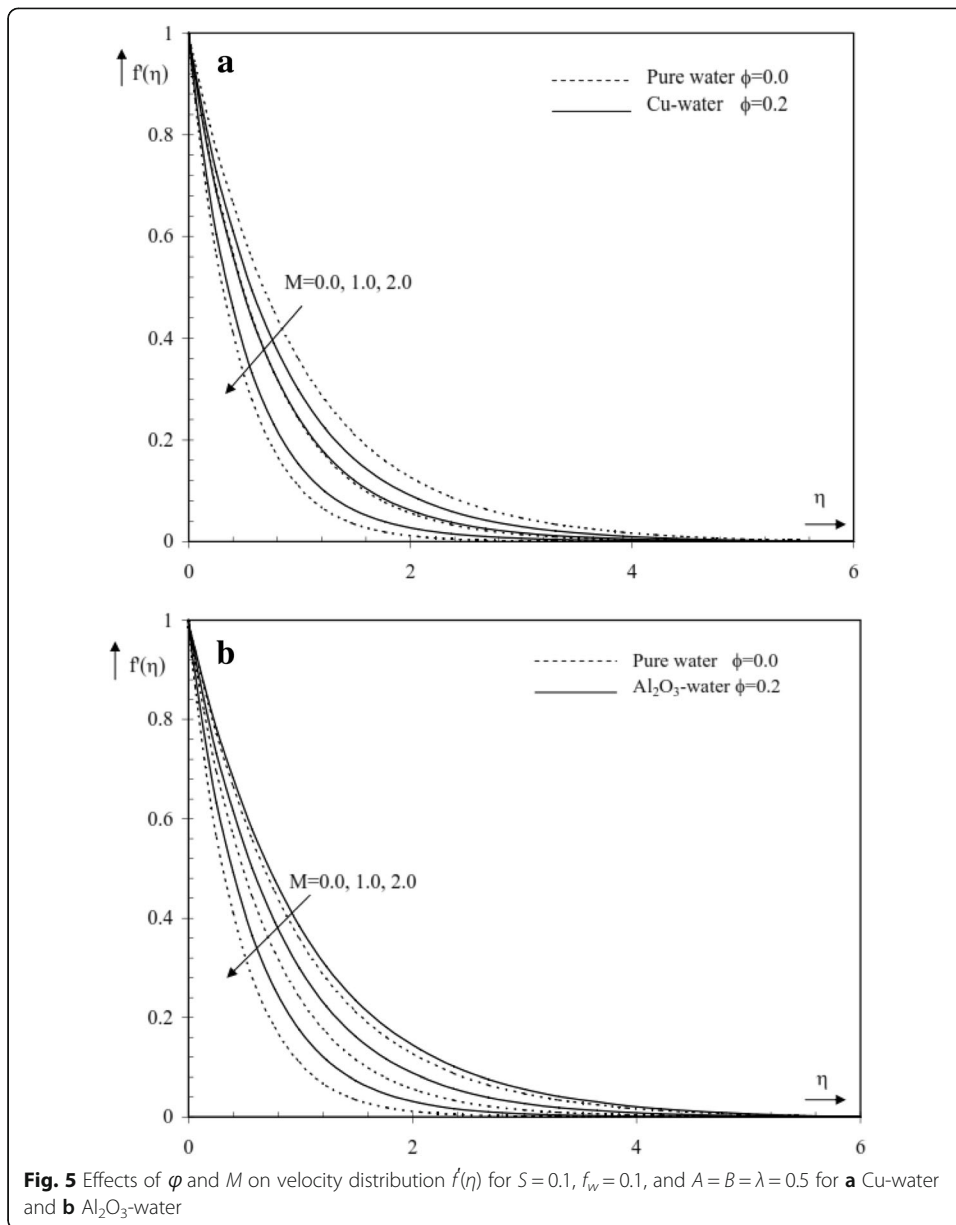 1
a
f'(η)
Pure water ϕ=0.0
Cu-water ϕ=0.2
0.8
0.6
M=0.0, 1.0, 2.0
0.4
0.2
η
0
0
2
4
6
1
b
f'(η)
Pure water ϕ=0.0
Al₂O₃-water ϕ=0.2
0.8
0.6
M=0.0, 1.0, 2.0
0.4
0.2
η
0
0
2
4
6
Fig. 5 Effects of φ and M on velocity distribution f′(η) for S = 0.1, f_w = 0.1, and A = B = λ = 0.5 for a Cu-water
and b Al₂O₃-water